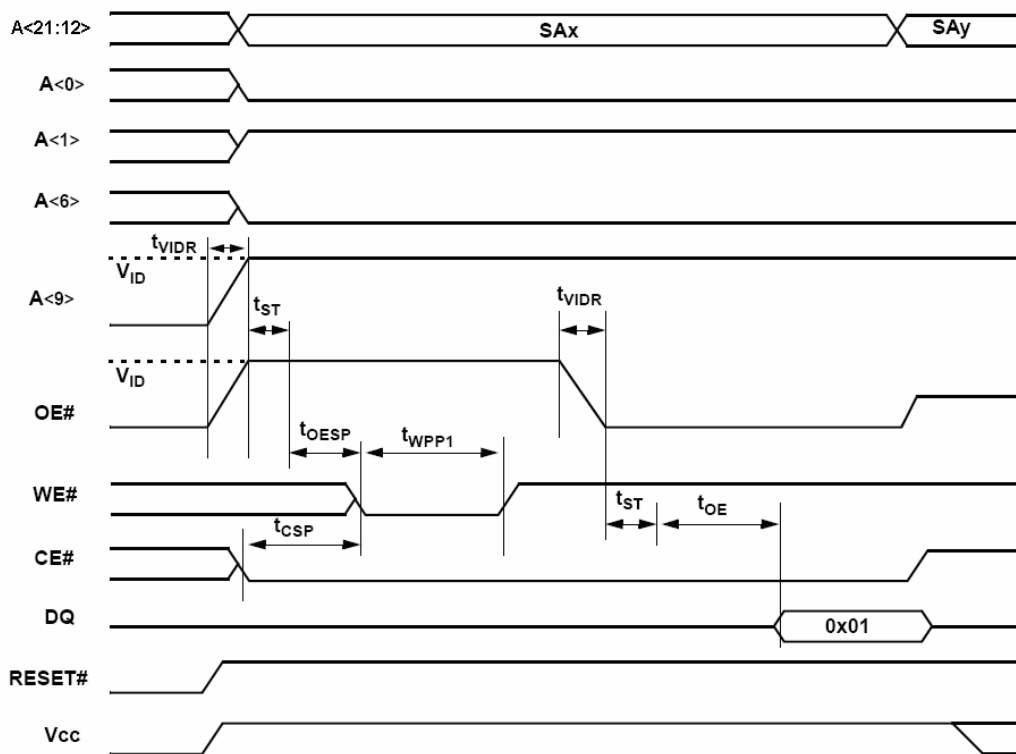 A<21:12>
SAx
SAy
A<0>
A<1>
A<6>
tVIDR
VID
A<9>
tST
tVIDR
VID
OE#
tOESP
tWPP1
WE#
tST
tOE
tCSP
CE#
DQ
0x01
RESET#
Vcc